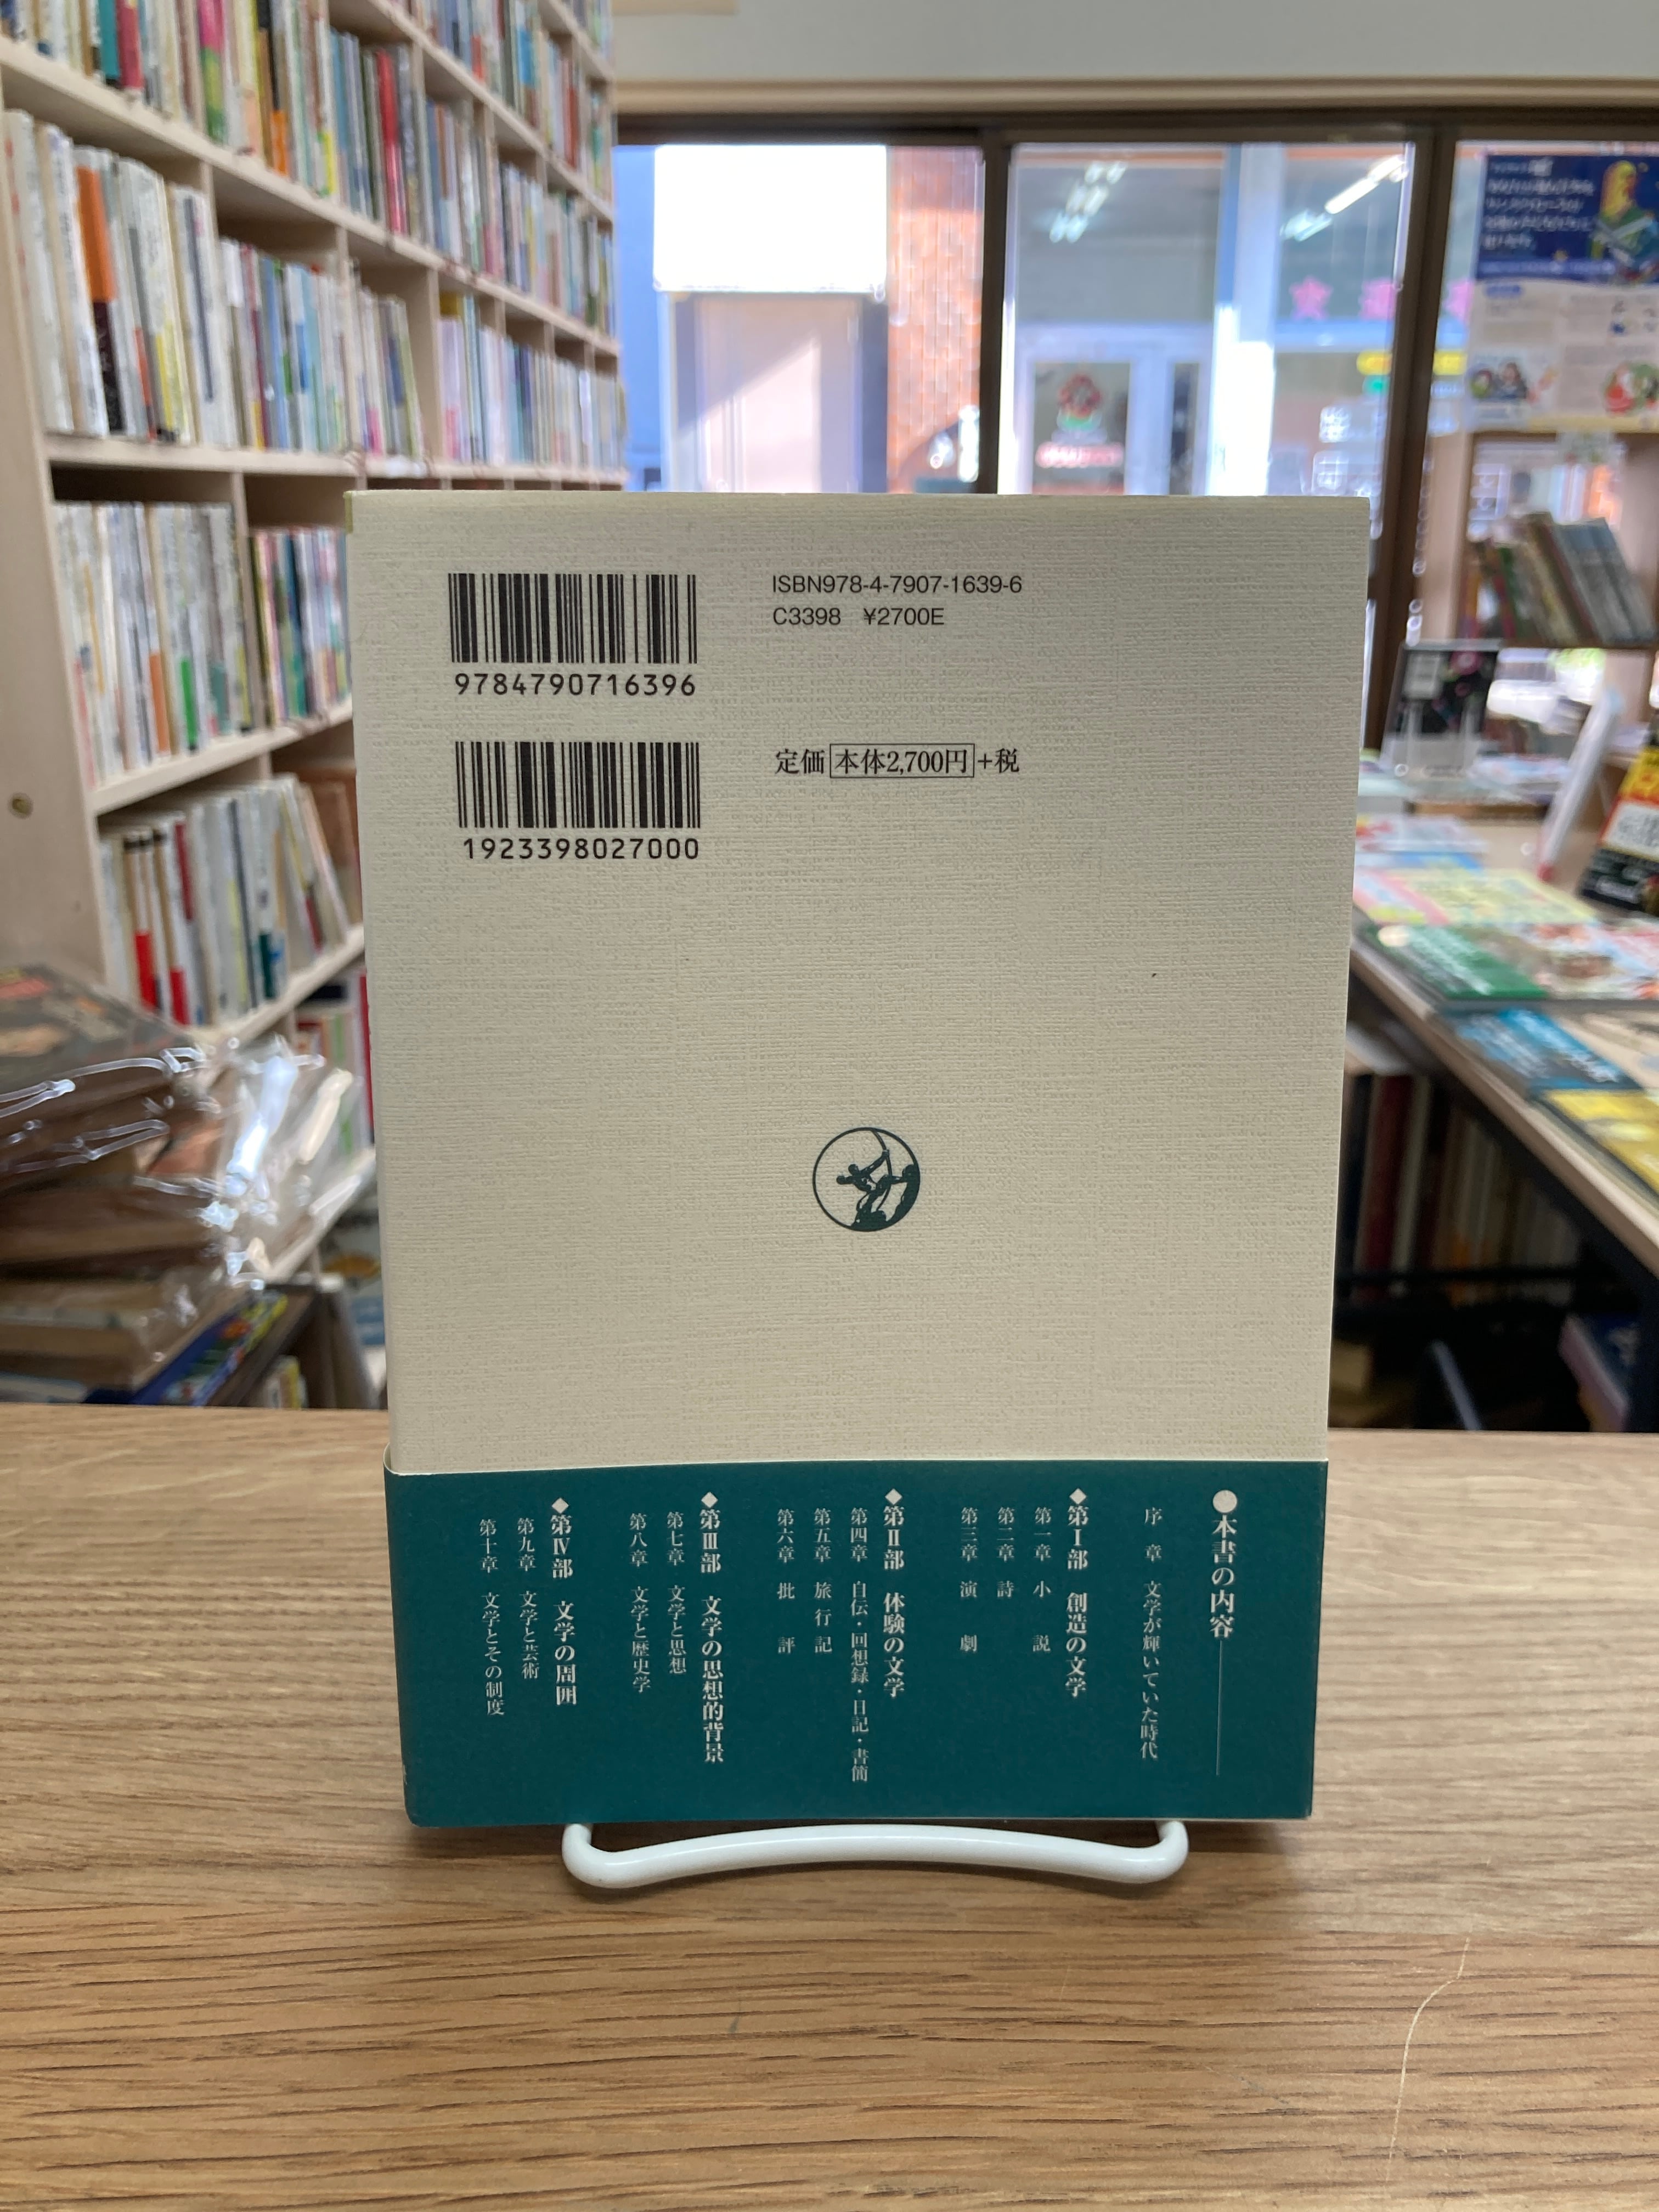 ISBN978-4-7907-1639-6
C3398 ¥2700E
9784790716396
定価 本体2,700円+税
1923398027000
●本書の内容
序 章 文学が輝いていた時代
◆第Ⅰ部 創造の文学
第一章 小 説
第二章 詩
第三章 演 劇
◆第Ⅱ部 体験の文学
第四章 自伝・回想録・日記・書簡
第五章 旅 行 記
第六章 批 評
◆第Ⅲ部 文学の思想的背景
第七章 文学と思想
第八章 文学と歴史学
◆第Ⅳ部 文学の周囲
第九章 文学と芸術
第十章 文学とその制度